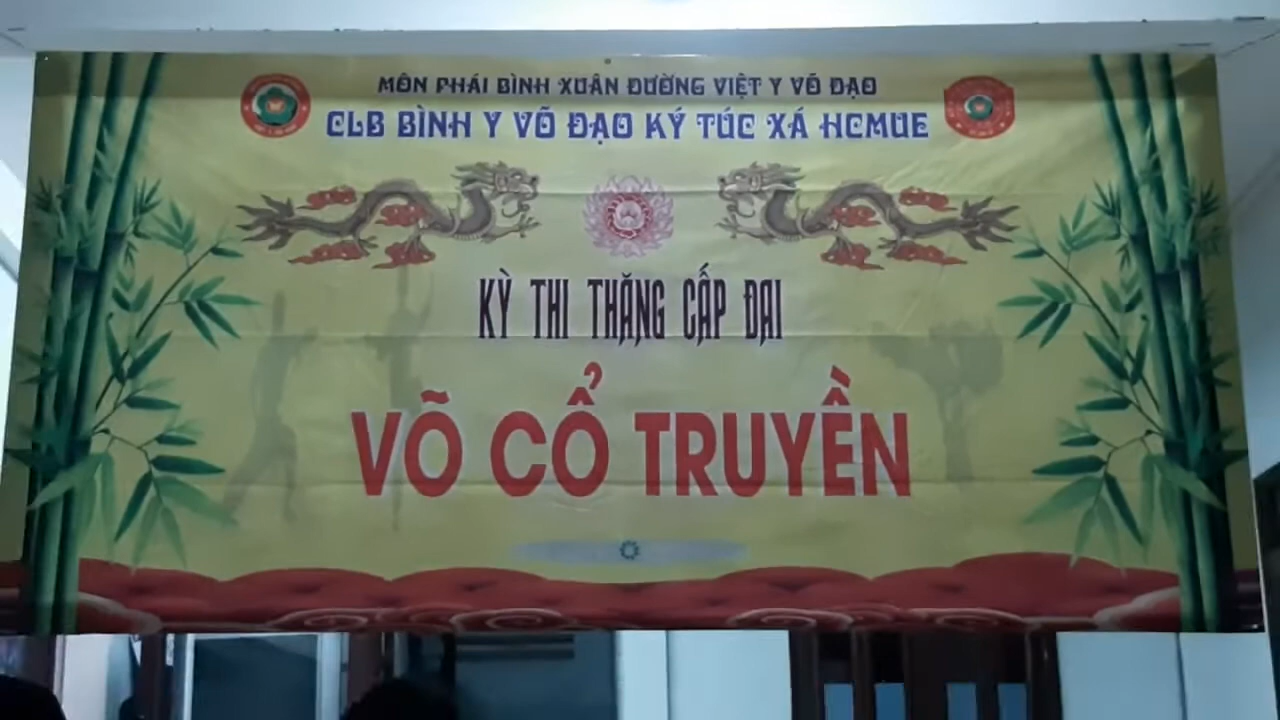 MÔN PHÁI BÌNH XUÂN ĐƯỜNG VIỆT Y VÕ ĐẠO
CLB BÌNH Y VÕ ĐẠO KÝ TÚC XÁ HCMUE
KỲ THI THĂNG CẤP ĐẠI
VÕ CỔ TRUYỀN